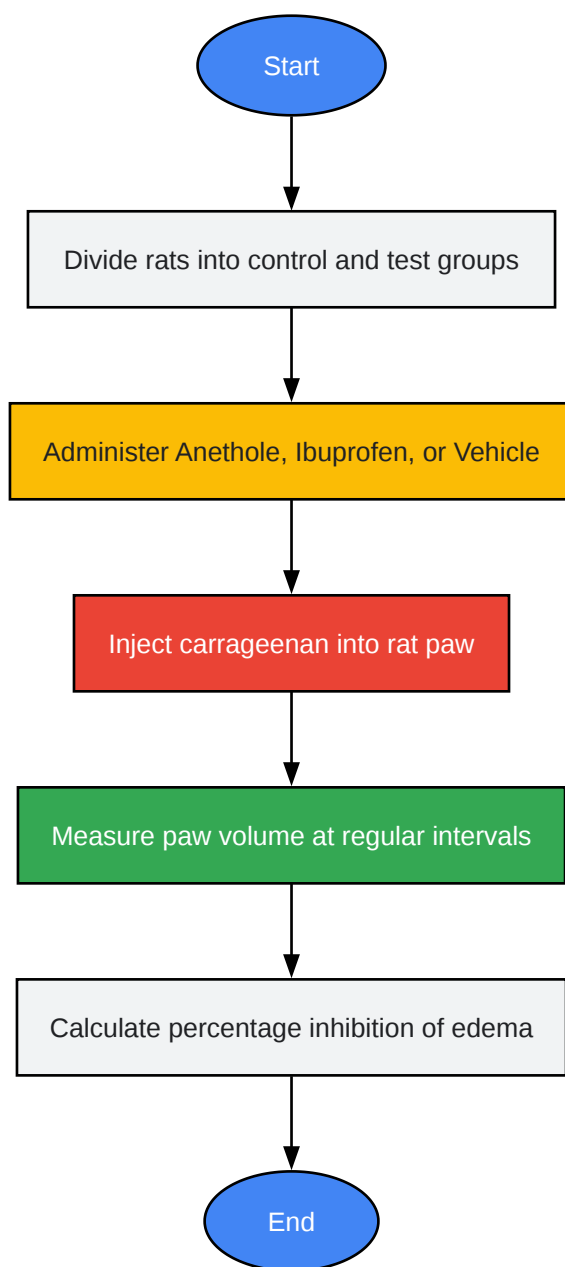 Start
Divide rats into control and test groups
Administer Anethole, Ibuprofen, or Vehicle
Inject carrageenan into rat paw
Measure paw volume at regular intervals
Calculate percentage inhibition of edema
End